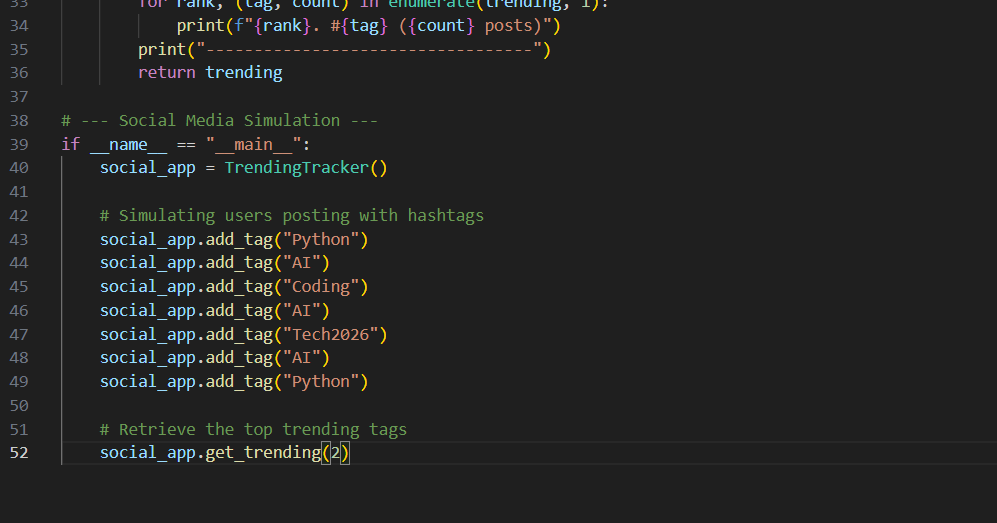 33 for rank, (tag, count) in enumerate(trending, 1):
34 print(f"{rank}. #{tag} ({count} posts)")
35 print("----------------------------------")
36 return trending
37
38 # --- Social Media Simulation ---
39 if __name__ == "__main__":
40 social_app = TrendingTracker()
41
42 # Simulating users posting with hashtags
43 social_app.add_tag("Python")
44 social_app.add_tag("AI")
45 social_app.add_tag("Coding")
46 social_app.add_tag("AI")
47 social_app.add_tag("Tech2026")
48 social_app.add_tag("AI")
49 social_app.add_tag("Python")
50
51 # Retrieve the top trending tags
52 social_app.get_trending(2)